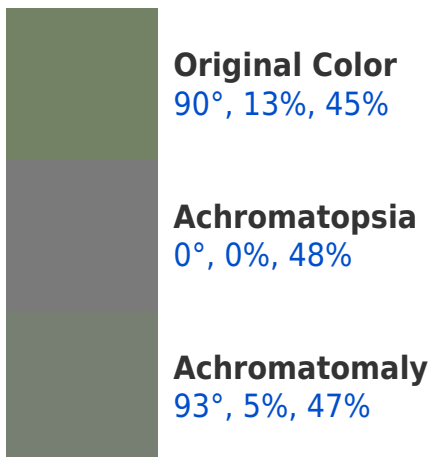 Original Color
90°, 13%, 45%
Achromatopsia
0°, 0%, 48%
Achromatomaly
93°, 5%, 47%